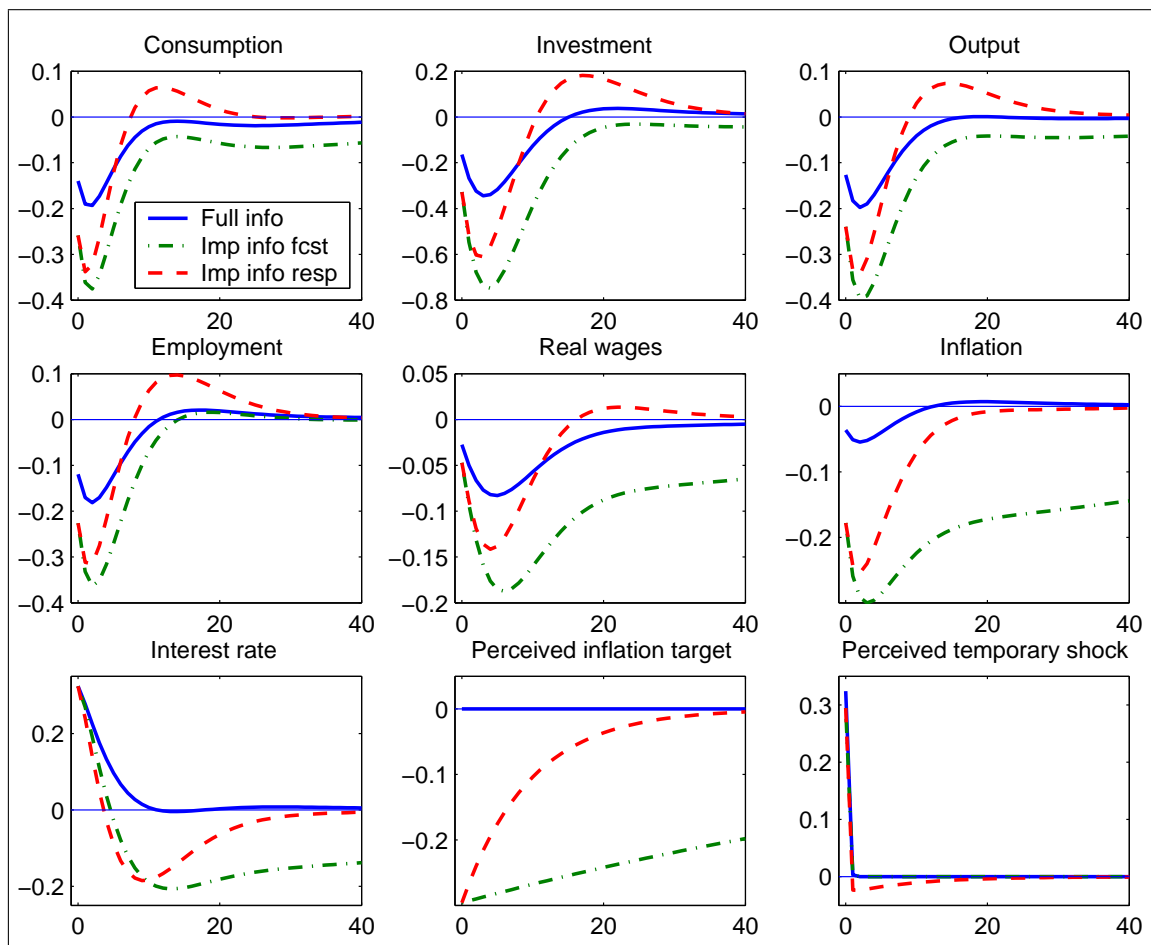 Consumption
0.1
0
−0.1
−0.2
−0.3
−0.4
0 20 40
Full info
Imp info fcst
Imp info resp
Investment
0.2
0
−0.2
−0.4
−0.6
−0.8
0 20 40
Output
0.1
0
−0.1
−0.2
−0.3
−0.4
0 20 40
Employment
0.1
0
−0.1
−0.2
−0.3
−0.4
0 20 40
Real wages
0.05
0
−0.05
−0.1
−0.15
−0.2
0 20 40
Inflation
0
−0.1
−0.2
0 20 40
Interest rate
0.2
0
−0.2
0 20 40
Perceived inflation target
0
−0.1
−0.2
0 20 40
Perceived temporary shock
0.3
0.2
0.1
0
0 20 40